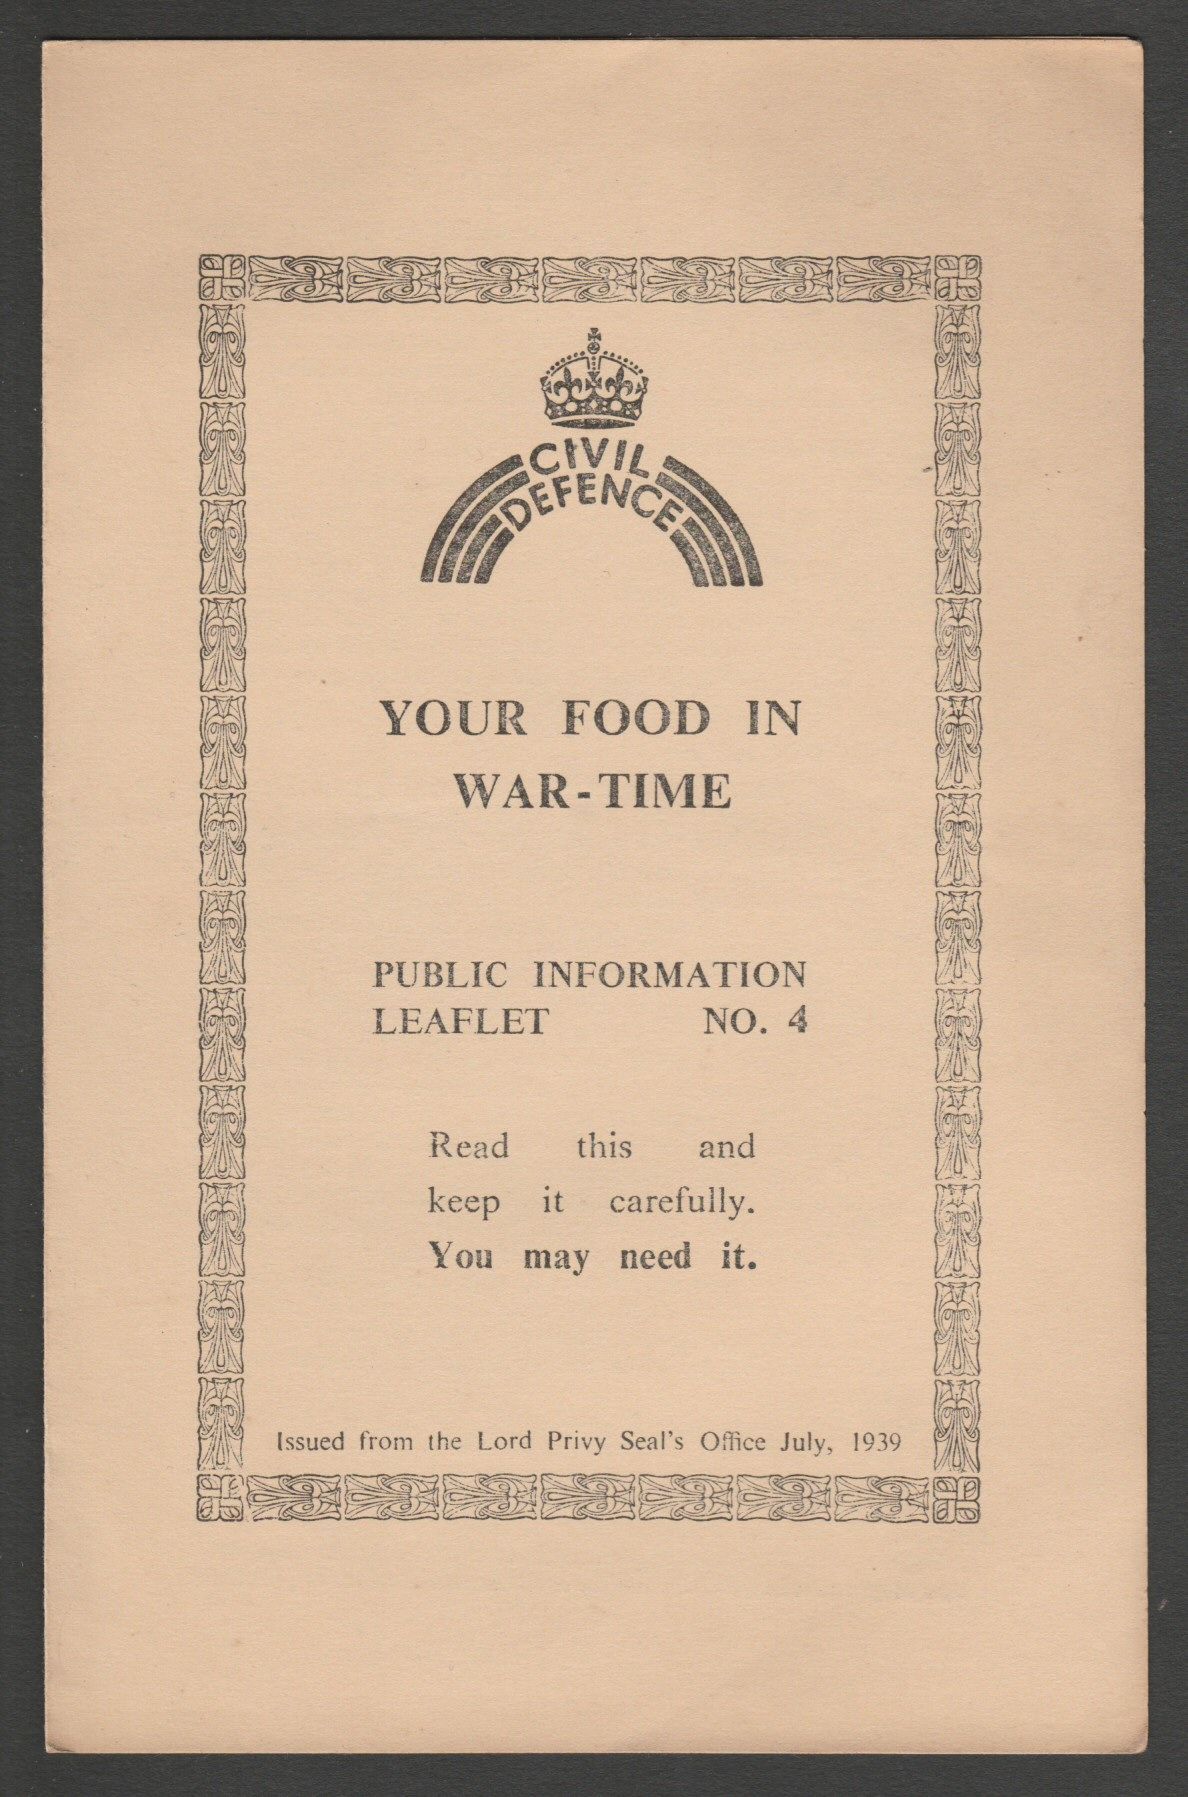 CIVIL
DEFENCE
YOUR FOOD IN
WAR-TIME
PUBLIC INFORMATION
LEAFLET NO. 4
Read this and
keep it carefully.
You may need it.
Issued from the Lord Privy Seal's Office July, 1939